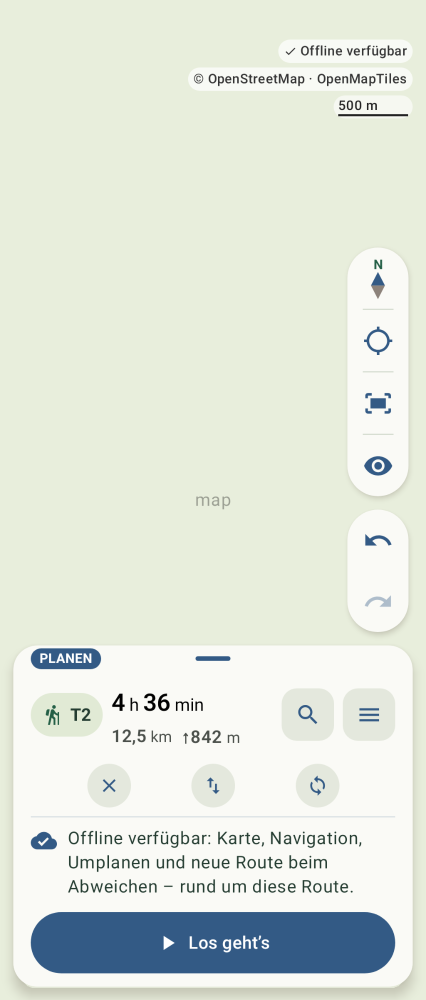 Offline verfügbar
© OpenStreetMap · OpenMapTiles
500 m
N
map
PLANEN
T2
4 h 36 min
12,5 km ↑842 m
Offline verfügbar: Karte, Navigation,
Umplanen und neue Route beim
Abweichen – rund um diese Route.
Los geht’s